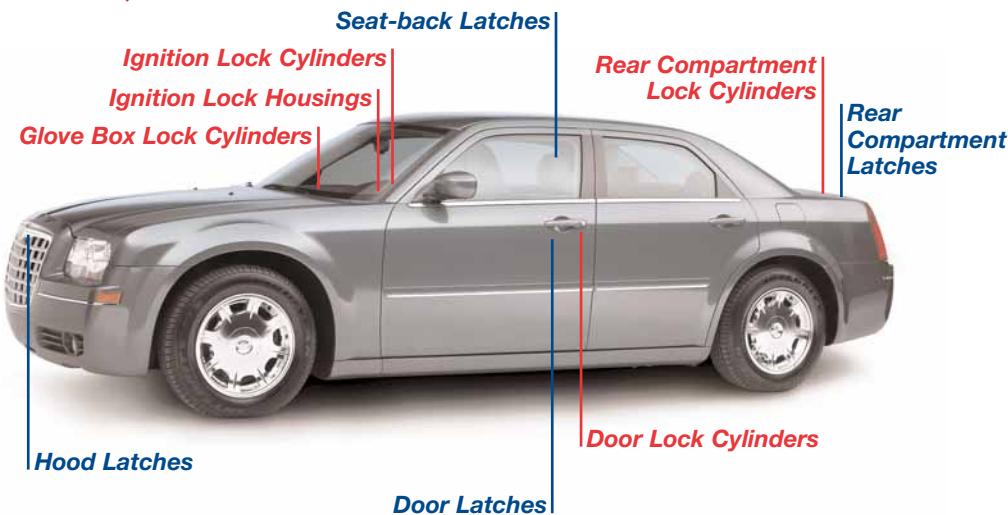 Seat-back Latches
Ignition Lock Cylinders
Ignition Lock Housings
Glove Box Lock Cylinders
Rear Compartment
Lock Cylinders
Rear
Compartment
Latches
Door Lock Cylinders
Hood Latches
Door Latches